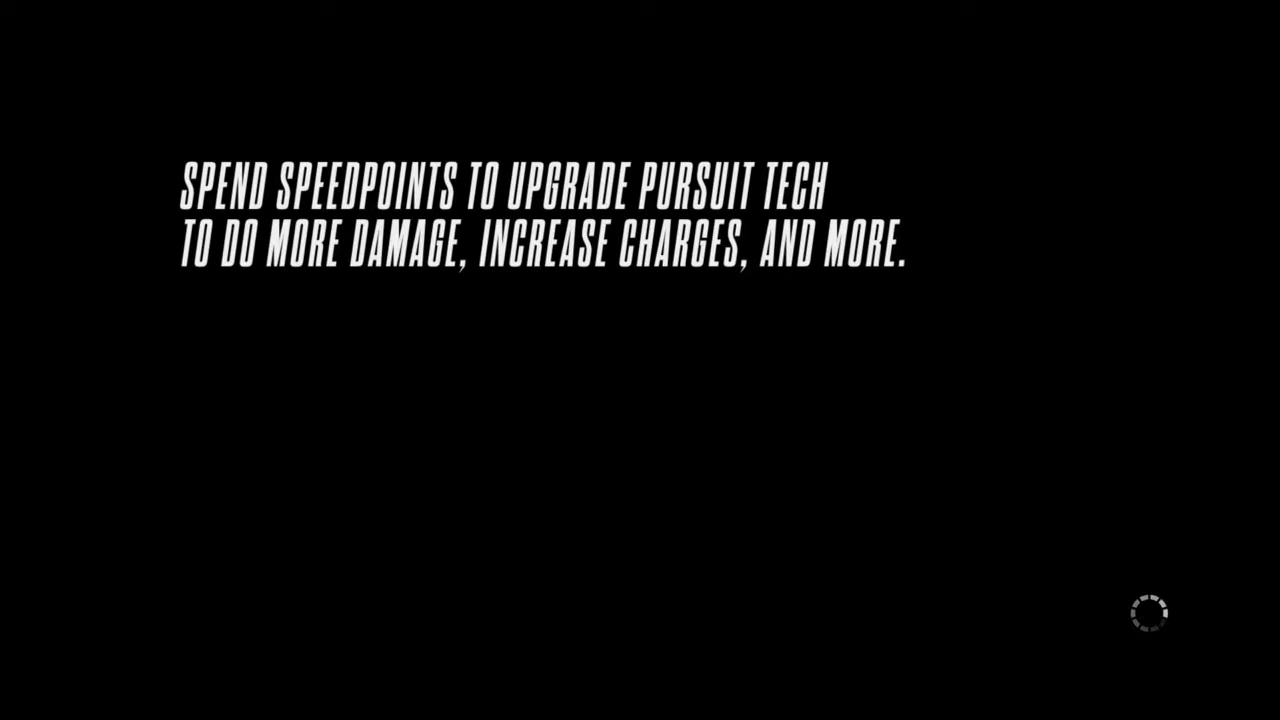 SPEND SPEEDPOINTS TO UPGRADE PURSUIT TECH
TO DO MORE DAMAGE, INCREASE CHARGES, AND MORE.